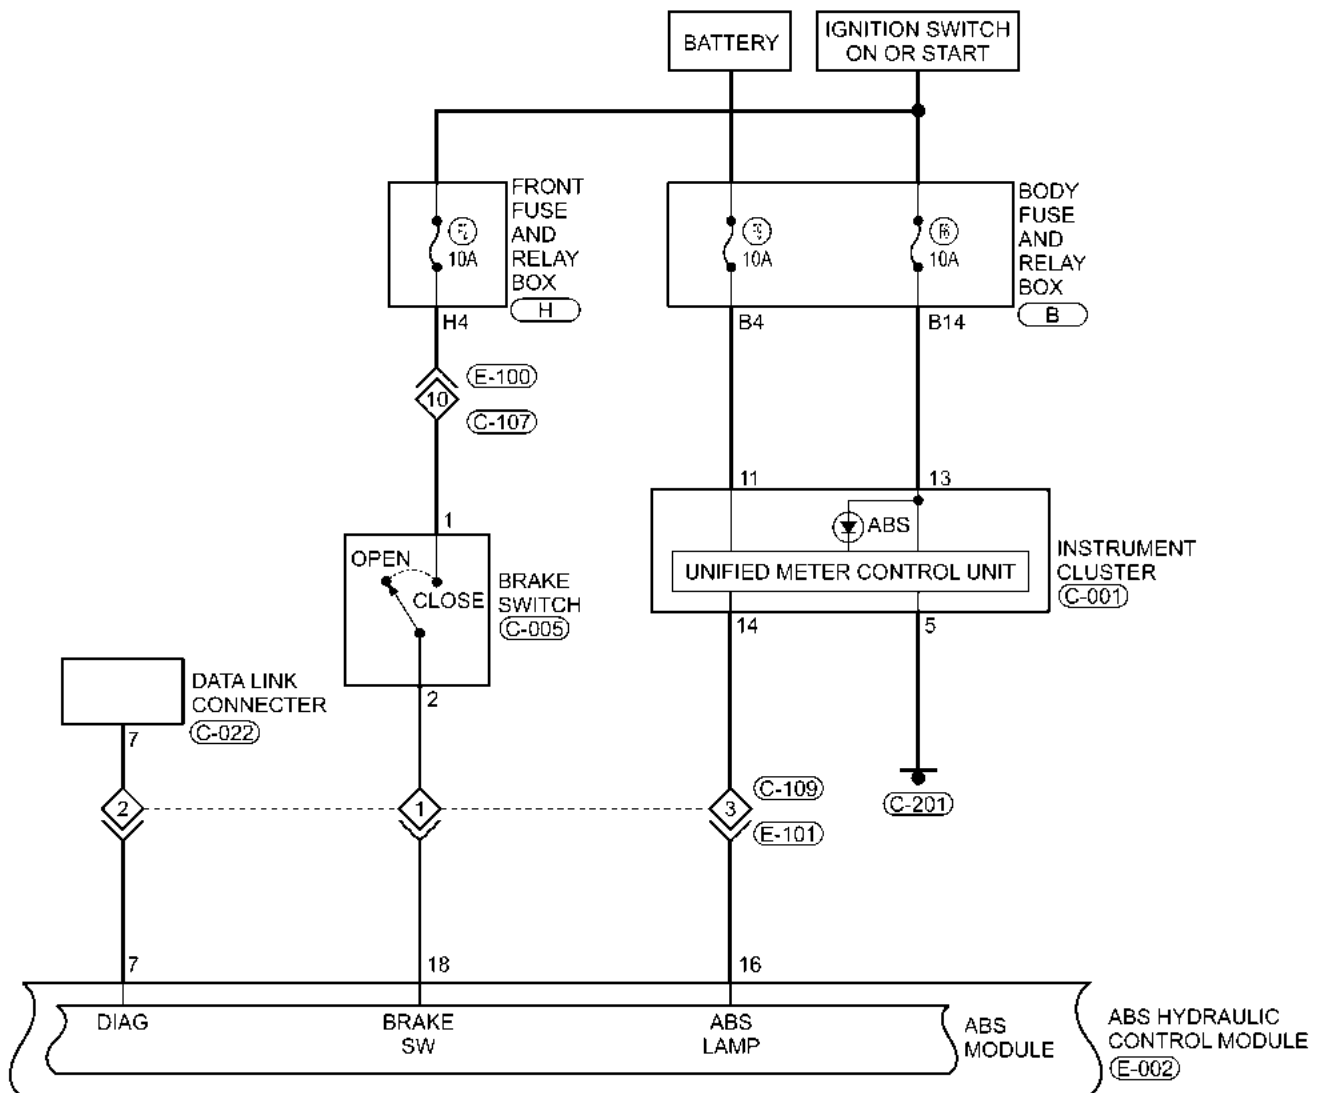 BATTERY
IGNITION SWITCH
ON OR START
FRONT
FUSE
AND
RELAY
BOX
H
10A
H4
10A
10A
BODY
FUSE
AND
RELAY
BOX
B
B4
B14
E-100
10
C-107
11
13
1
OPEN
CLOSE
BRAKE
SWITCH
C-005
2
ABS
UNIFIED METER CONTROL UNIT
INSTRUMENT
CLUSTER
C-001
14
5
DATA LINK
CONNECTER
C-022
7
2
1
3
C-109
E-101
C-201
7
18
16
DIAG
BRAKE
SW
ABS
LAMP
ABS
MODULE
ABS HYDRAULIC
CONTROL MODULE
E-002